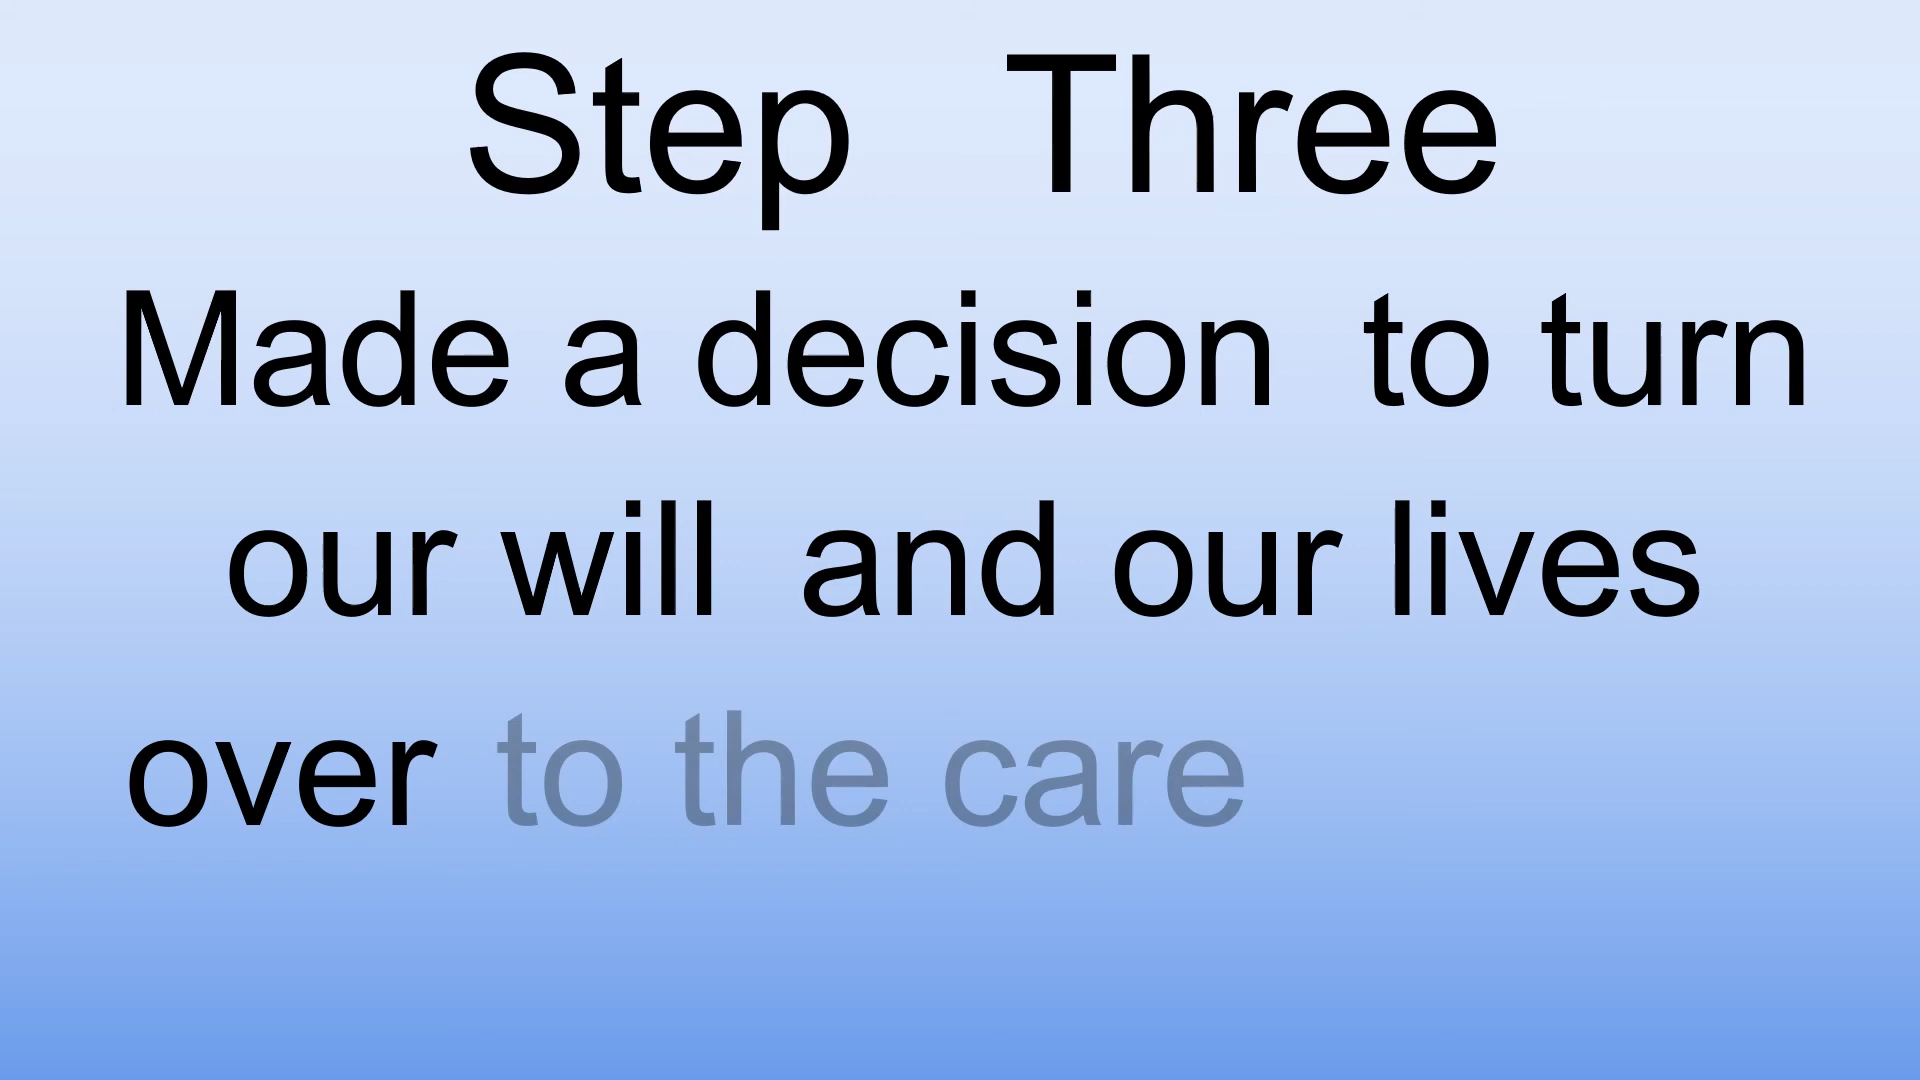 Step Three
Made a decision to turn
our will and our lives
over to the care